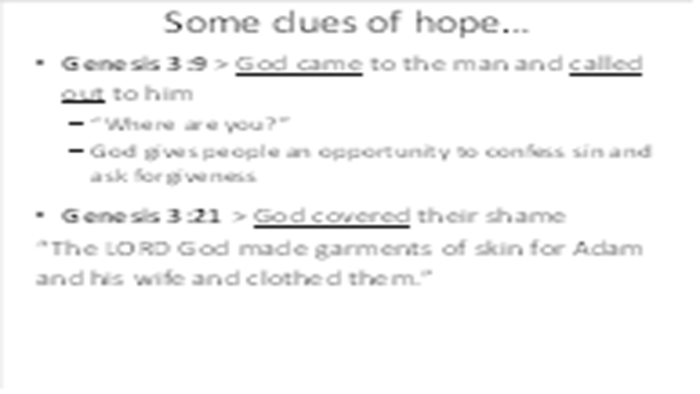 Some clues of hope...
• Genesis 3:9 > God came to the man and called
out to him
– "Where are you?"
– God gives people an opportunity to confess sin and
ask forgiveness
• Genesis 3:21 > God covered their shame
"The LORD God made garments of skin for Adam
and his wife and clothed them."